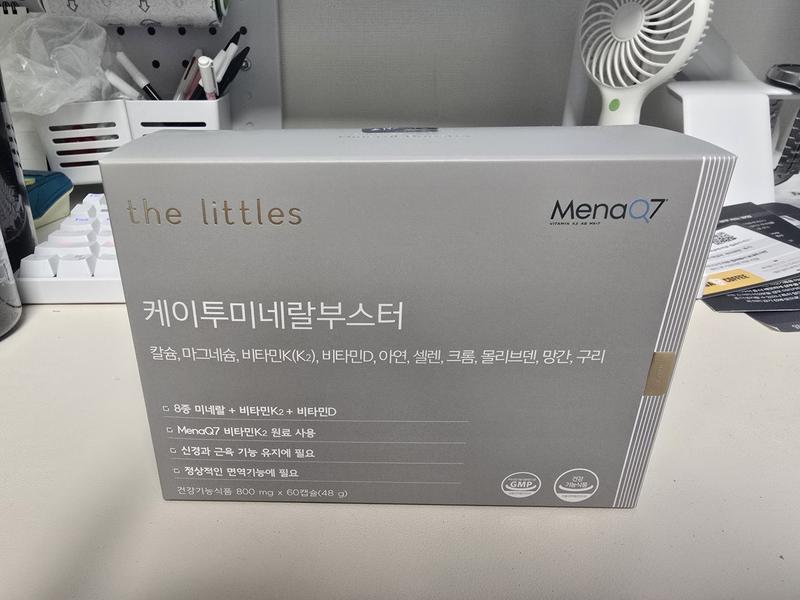 the littles
MenaQ7
VITAMIN K2 AS MK-7
케이투미네랄부스터
칼슘, 마그네슘, 비타민K(K2), 비타민D, 아연, 셀렌, 크롬, 몰리브덴, 망간, 구리
8종 미네랄 + 비타민K2 + 비타민D
MenaQ7 비타민K2 원료 사용
신경과 근육 기능 유지에 필요
정상적인 면역기능에 필요
건강기능식품 800 mg x 60캡슐(48 g)
GMP
건강
기능식품
COFFEE